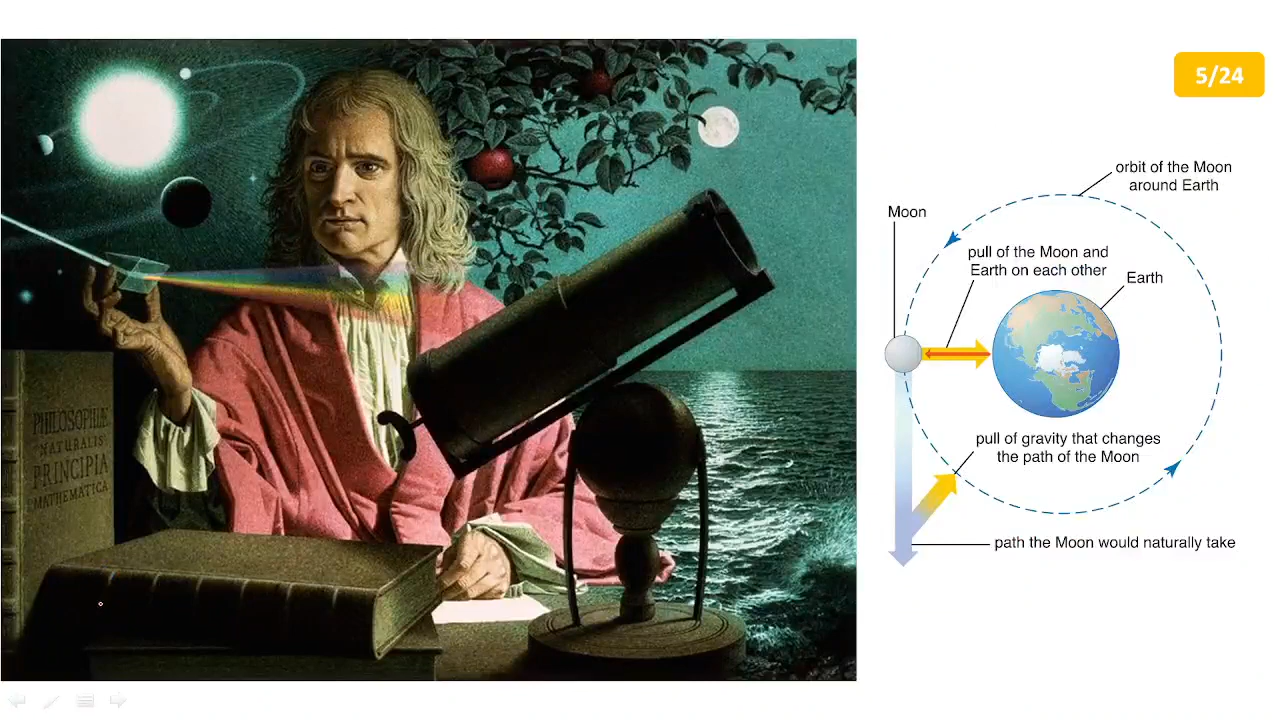 PHILOSOPHIÆ
NATURALIS
PRINCIPIA
MATHEMATICA
5/24
orbit of the Moon
around Earth
Moon
pull of the Moon and
Earth on each other
Earth
pull of gravity that changes
the path of the Moon
path the Moon would naturally take